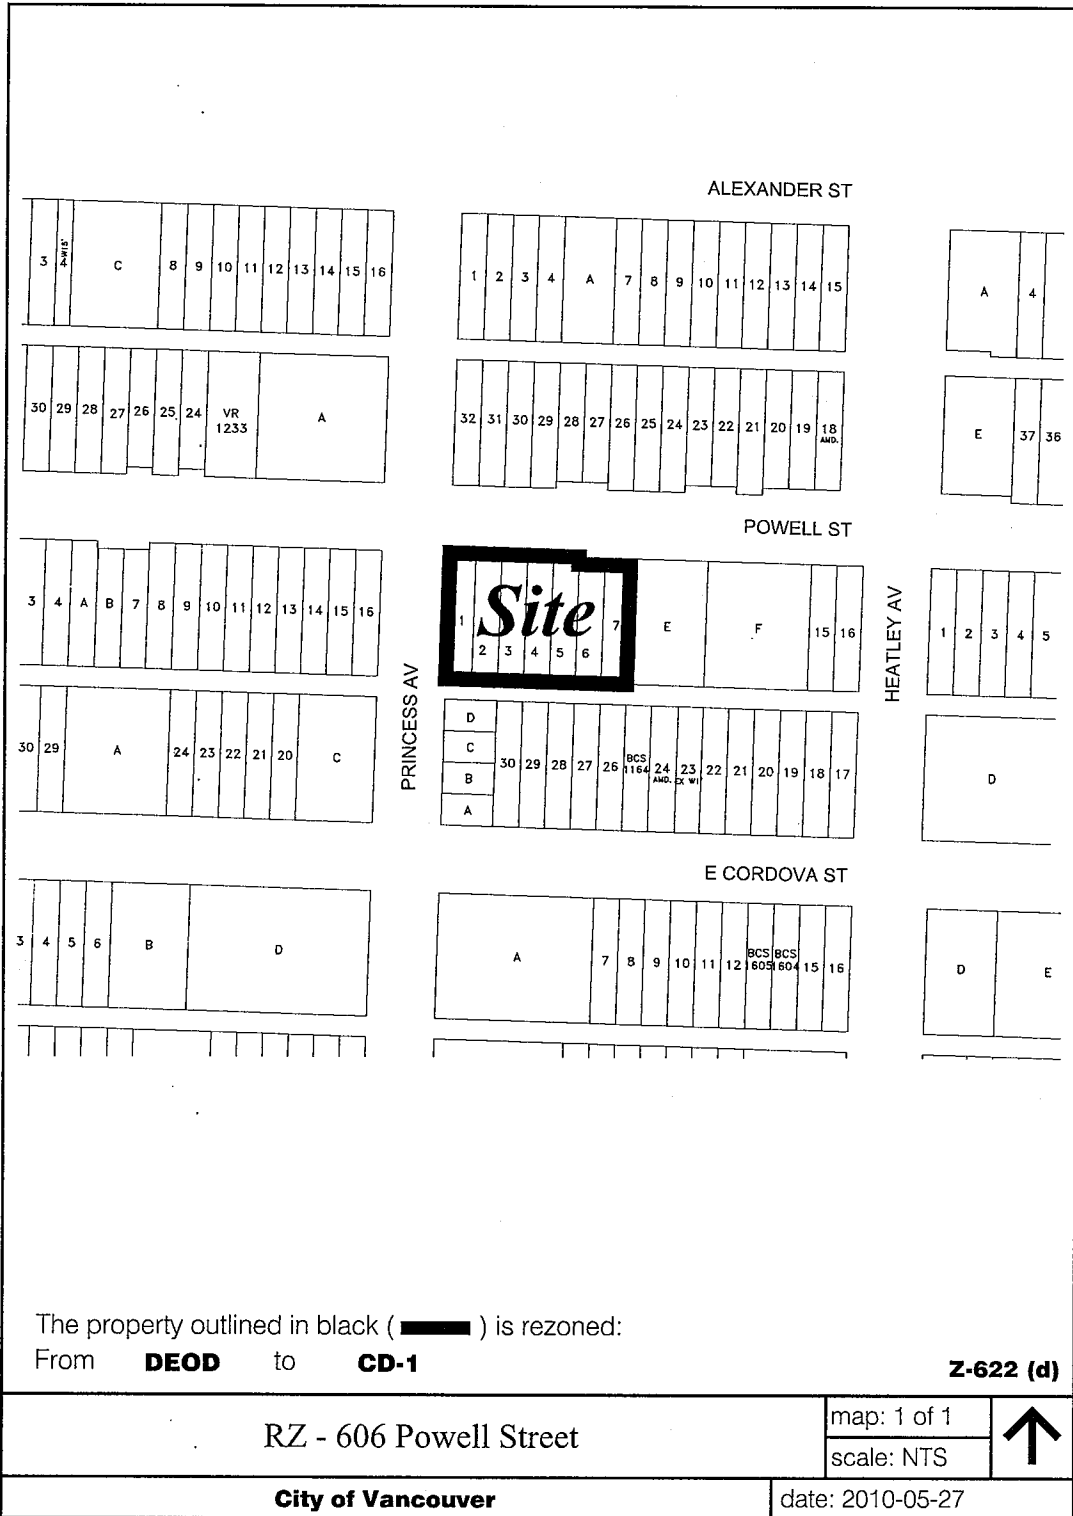 ALEXANDER ST
3 4 W15' C 8 9 10 11 12 13 14 15 16
1 2 3 4 A 7 8 9 10 11 12 13 14 15
A 4
30 29 28 27 26 25 24 VR 1233 A
32 31 30 29 28 27 26 25 24 23 22 21 20 19 18 AMD.
E 37 36
POWELL ST
3 4 A B 7 8 9 10 11 12 13 14 15 16
Site
1 2 3 4 5 6 7 E F 15 16
1 2 3 4 5
PRINCESS AV
HEATLEY AV
30 29 A 24 23 22 21 20 C
D
C
B
A
30 29 28 27 26 BCS 1164 24 AMD. 23 EX W1' 22 21 20 19 18 17
D
E CORDOVA ST
3 4 5 6 B D
A 7 8 9 10 11 12 BCS 1605 BCS 1604 15 16
D E
The property outlined in black ( ) is rezoned:
From DEOD to CD-1
Z-622 (d)
RZ - 606 Powell Street
map: 1 of 1
scale: NTS
City of Vancouver
date: 2010-05-27